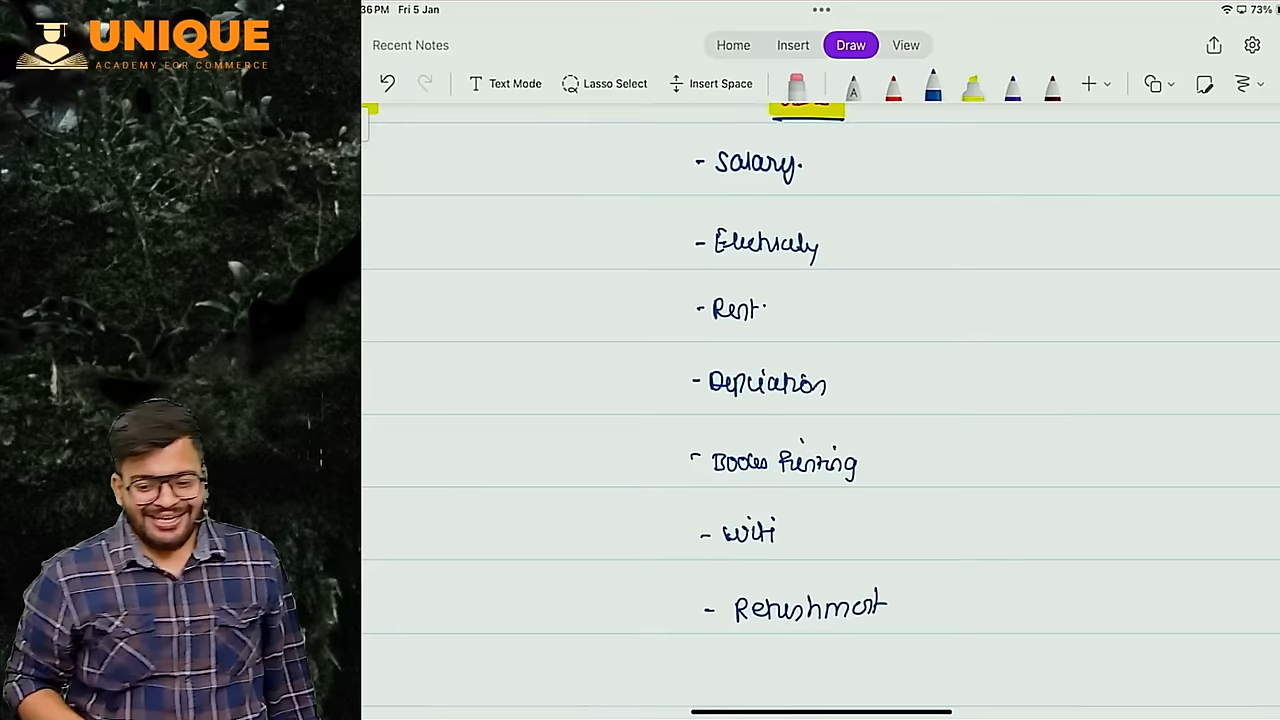 UNIQUE
ACADEMY FOR COMMERCE
36 PM Fri 5 Jan
73%
Recent Notes
Home Insert Draw View
Text Mode Lasso Select Insert Space
A
- Salary.
- Electricity
- Rent.
- Depriation
- Books Printing
- Wifi
- Refreshment